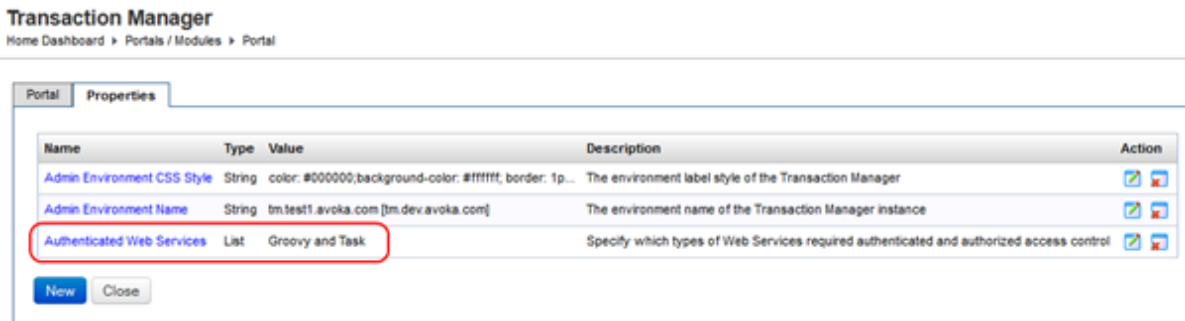 Transaction Manager
Home Dashboard ▸ Portals / Modules ▸ Portal
Portal Properties
Name Type Value Description Action
Admin Environment CSS Style String color: #000000;background-color: #ffffff; border: 1p... The environment label style of the Transaction Manager
Admin Environment Name String tm.test1.avoka.com [tm.dev.avoka.com] The environment name of the Transaction Manager instance
Authenticated Web Services List Groovy and Task Specify which types of Web Services required authenticated and authorized access control
New Close